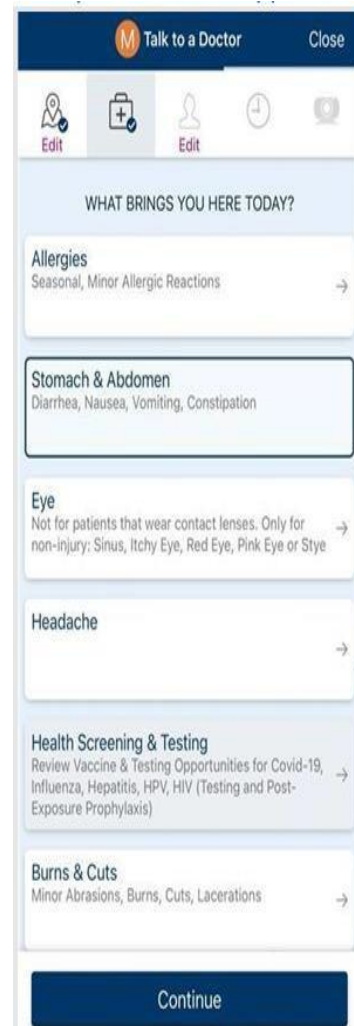 M Talk to a Doctor Close
Edit Edit
WHAT BRINGS YOU HERE TODAY?
Allergies
Seasonal, Minor Allergic Reactions
Stomach & Abdomen
Diarrhea, Nausea, Vomiting, Constipation
Eye
Not for patients that wear contact lenses. Only for
non-injury: Sinus, Itchy Eye, Red Eye, Pink Eye or Stye
Headache
Health Screening & Testing
Review Vaccine & Testing Opportunities for Covid-19,
Influenza, Hepatitis, HPV, HIV (Testing and Post-
Exposure Prophylaxis)
Burns & Cuts
Minor Abrasions, Burns, Cuts, Lacerations
Continue